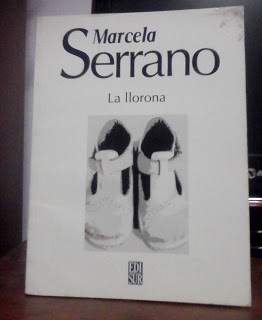 Marcela
Serrano
La llorona
EDI
SUR